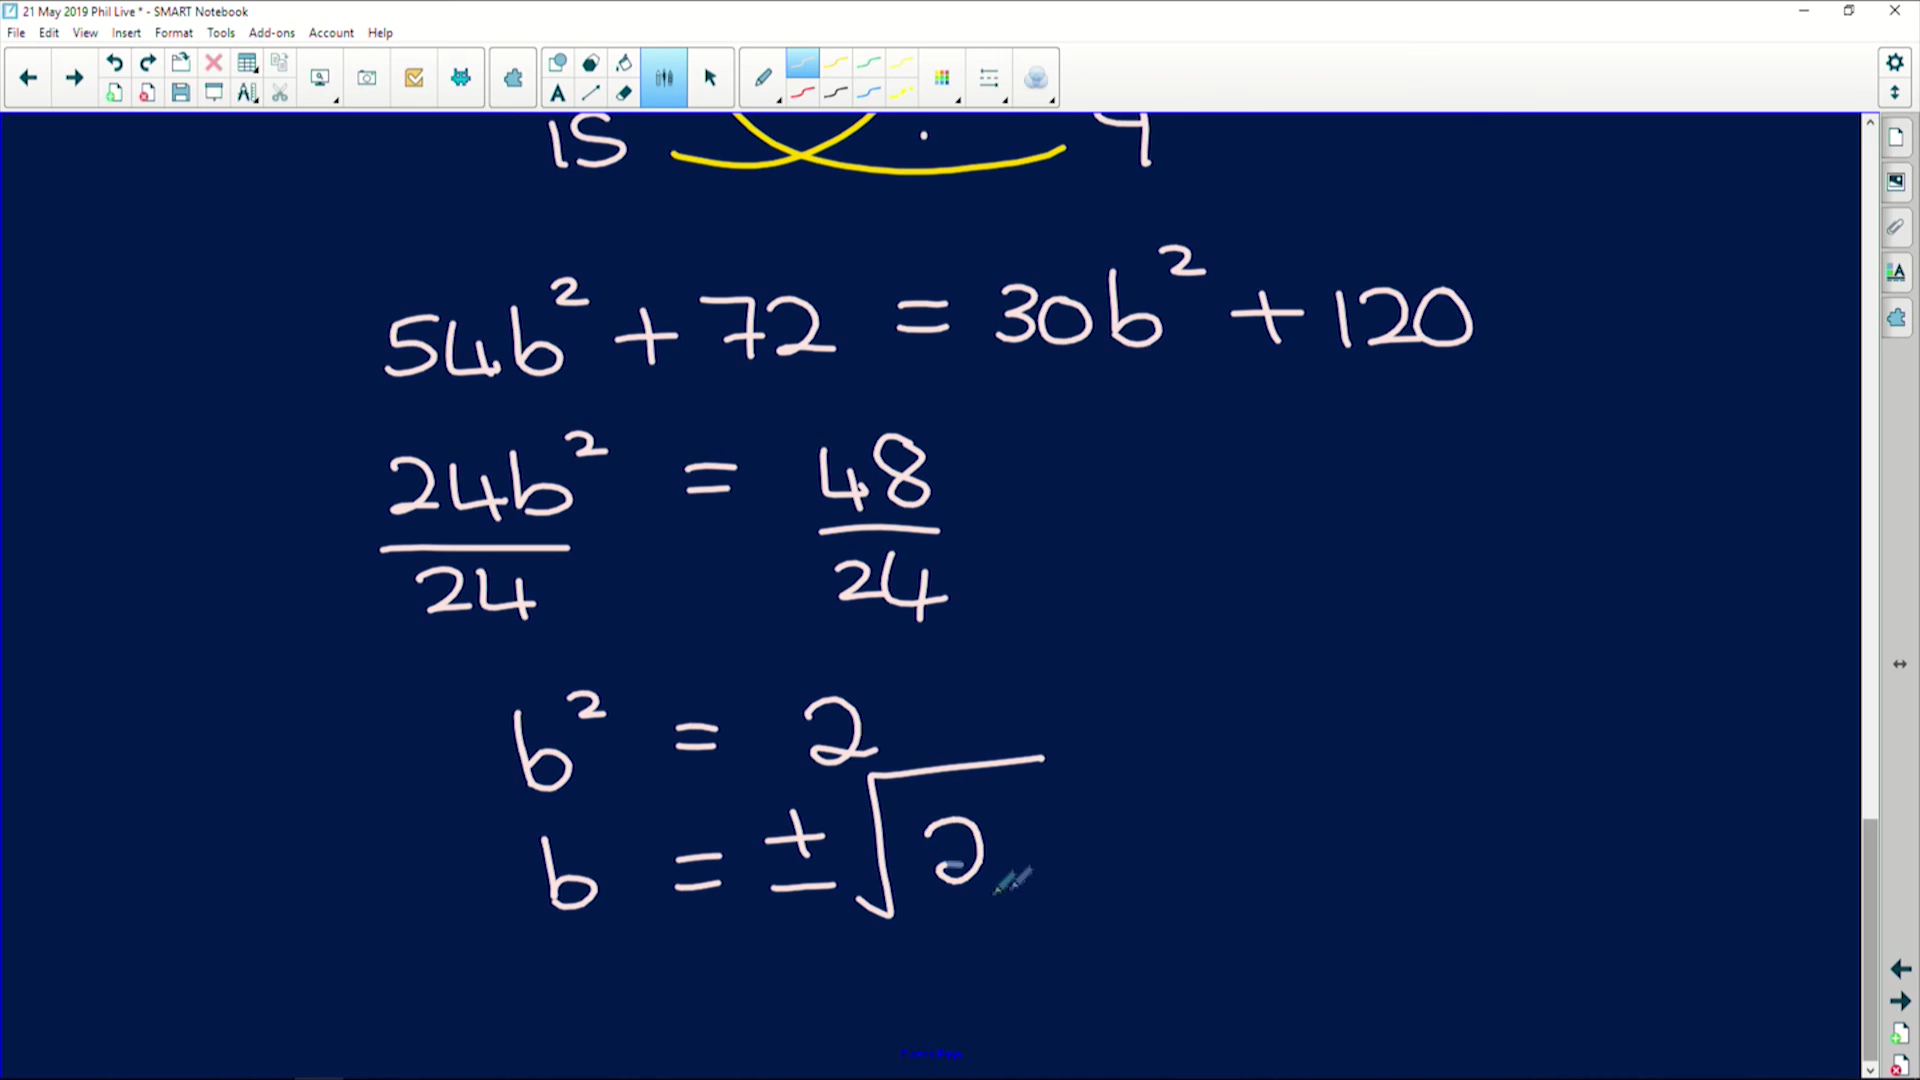 21 May 2019 Phil Live * - SMART Notebook
File Edit View Insert Format Tools Add-ons Account Help
15 . 9
54b² + 72 = 30b² + 120
24b² = 48
24 24
b² = 2
b = ± √2